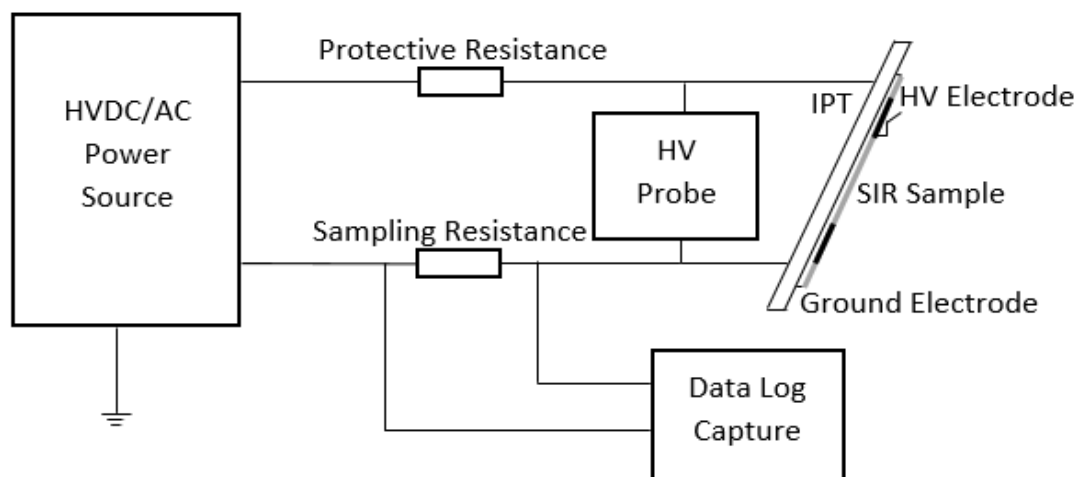 Protective Resistance
HVDC/AC
Power
Source
IPT
HV Electrode
HV
Probe
SIR Sample
Sampling Resistance
Ground Electrode
Data Log
Capture